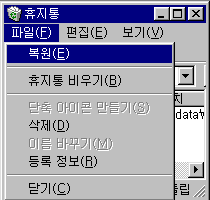 휴지통
파일(F) 편집(E) 보기(V)
복원(E)
휴지통 비우기(B)
단축 아이콘 만들기(S)
삭제(D)
이름 바꾸기(M)
등록 정보(R)
닫기(C)
data\